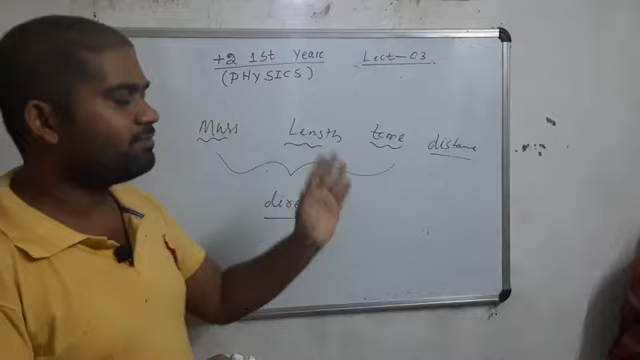 +2 1st Year Lect-03
(PHYSICS)
Mass Length time distance